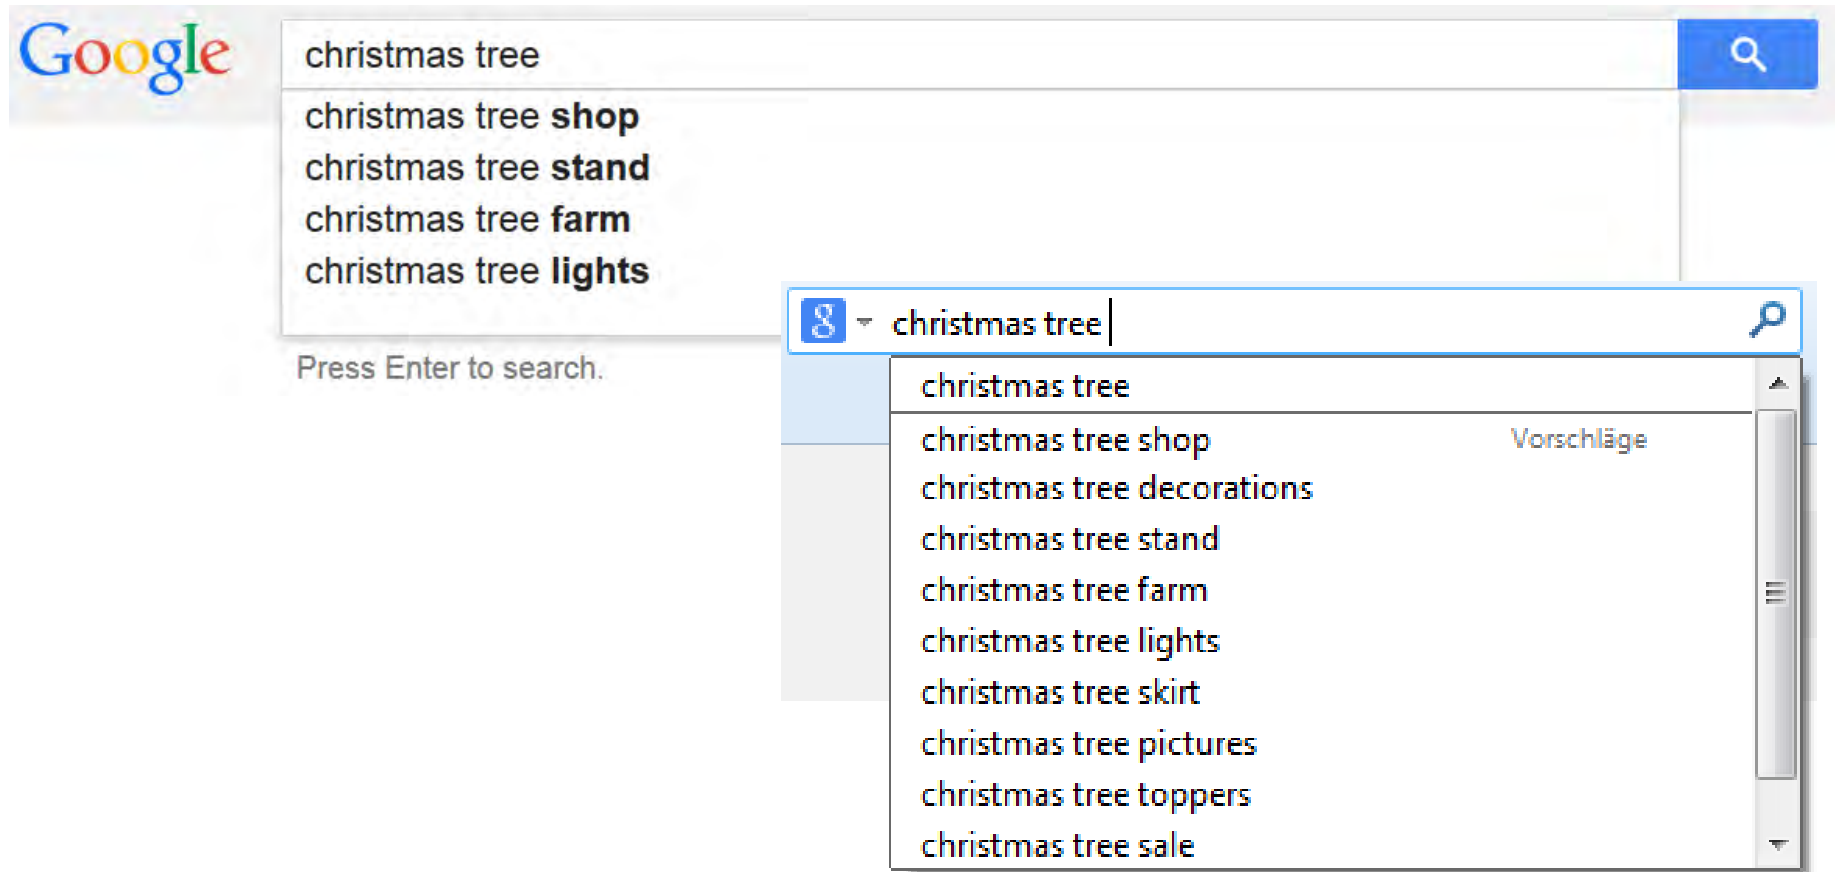 Google
christmas tree
christmas tree shop
christmas tree stand
christmas tree farm
christmas tree lights
Press Enter to search.
g
christmas tree
christmas tree
christmas tree shop Vorschläge
christmas tree decorations
christmas tree stand
christmas tree farm
christmas tree lights
christmas tree skirt
christmas tree pictures
christmas tree toppers
christmas tree sale